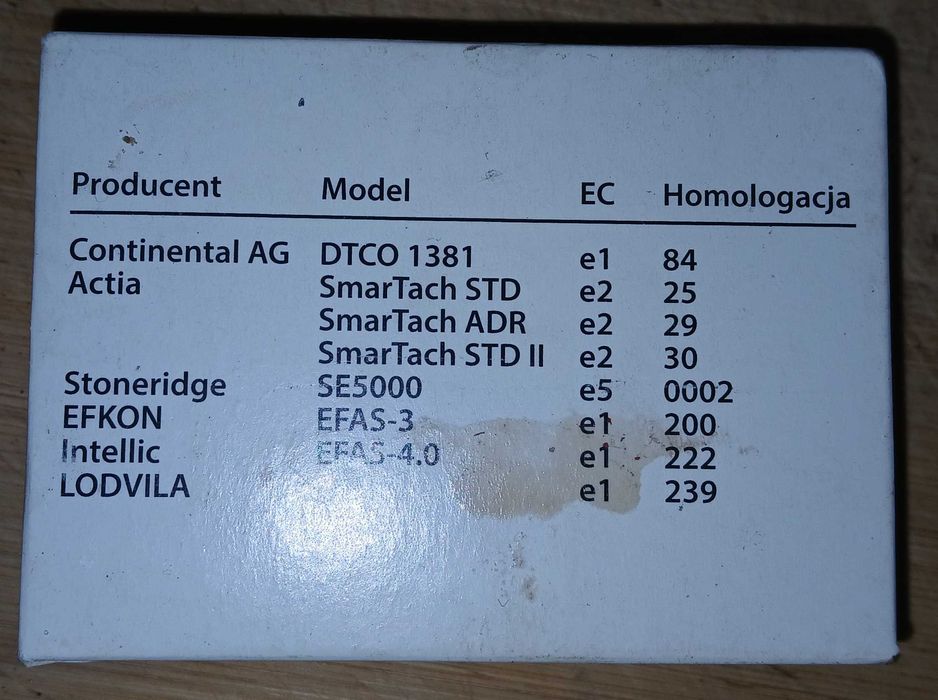 Producent Model EC Homologacja
Continental AG DTCO 1381 e1 84
Actia SmarTach STD e2 25
SmarTach ADR e2 29
SmarTach STD II e2 30
Stoneridge SE5000 e5 0002
EFKON EFAS-3 e1 200
Intellic EFAS-4.0 e1 222
LODVILA e1 239